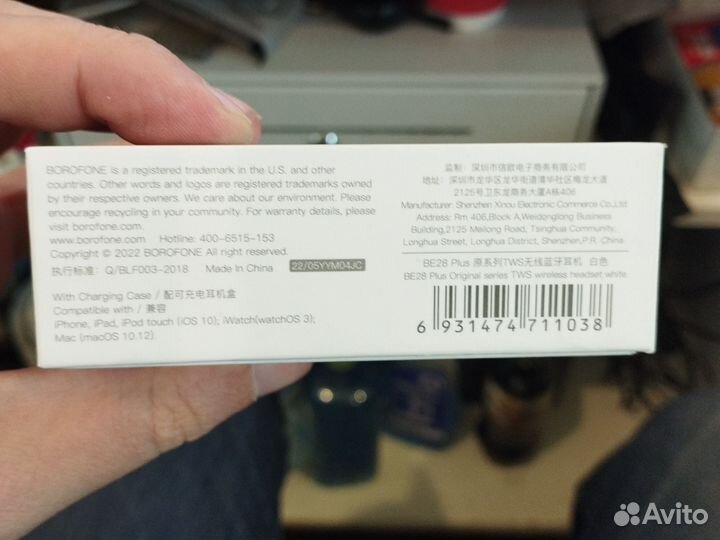 BOROFONE is a registered trademark in the U.S. and other
countries. Other words and logos are registered trademarks owned
by their respective owners. We care about our environment. Please
encourage recycling in your community. For warranty details, please
visit borofone.com.
www.borofone.com Hotline: 400-6515-153
Copyright © 2022 BOROFONE All right reserved.
执行标准: Q/BLF003-2018 Made In China 22/05YYM04JC
With Charging Case / 配可充电耳机盒
Compatible with / 兼容
iPhone, iPad, iPod touch (iOS 10); iWatch(watchOS 3);
Mac (macOS 10.12).
监制: 深圳市信欧电子商务有限公司
地址: 深圳市龙华区龙华街道清华社区梅龙大道
2125号卫东龙商务大厦A栋406
Manufacturer: Shenzhen Xinou Electronic Commerce Co.,Ltd
Address: Rm 406,Block A,Weidonglong Business
Building,2125 Meilong Road, Tsinghua Community,
Longhua Street, Longhua District, Shenzhen,P.R. China
BE28 Plus 原系列TWS无线蓝牙耳机 白色
BE28 Plus Original series TWS wireless headset white
6 931474 711038
Avito